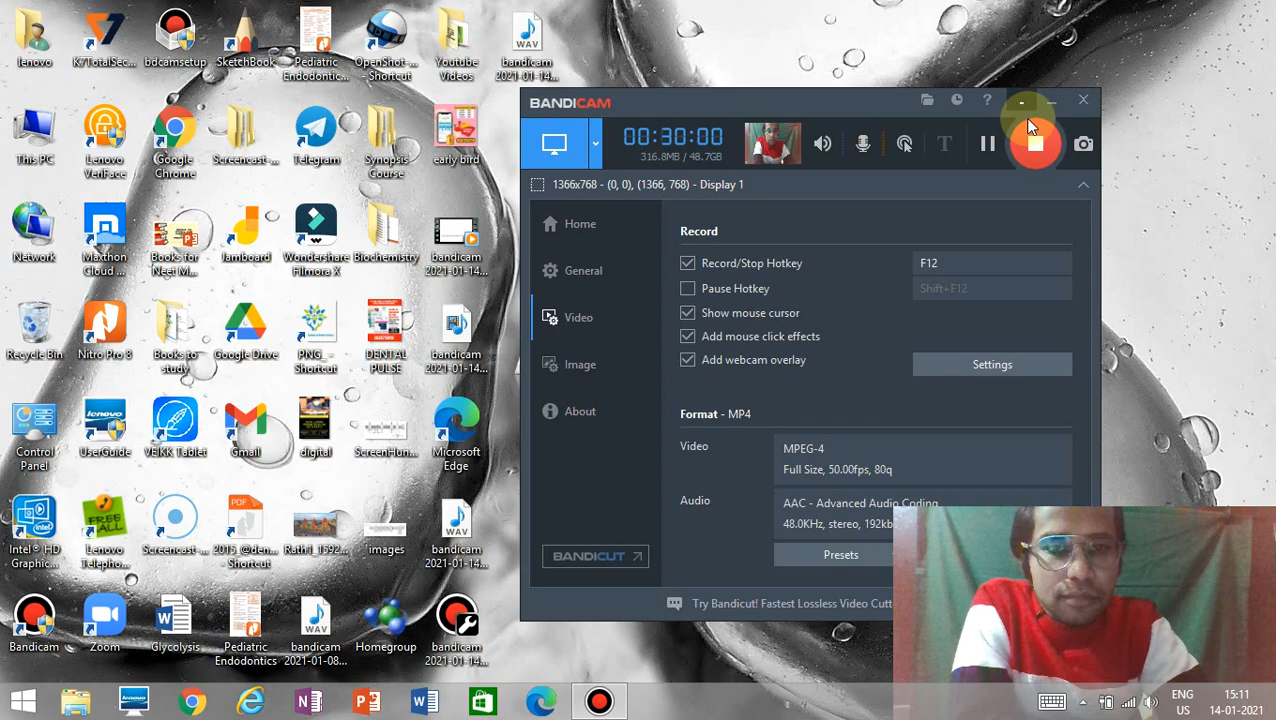 lenovo
K7TotalSec...
bdcamsetup
SketchBook
Pediatric
Endodontic...
OpenShot-...
- Shortcut
Youtube
Videos
bandicam
2021-01-14...
This PC
Lenovo
VeriFace
Google
Chrome
Screencast-...
Telegram
Synopsis
Course
early bird
Network
Maxthon
Cloud ...
Books for
Neet M...
Jamboard
Wondershare
Filmora X
Biochemistry
bandicam
2021-01-14...
Recycle Bin
Nitro Pro 8
Books to
study
Google Drive
PNG_-
Shortcut
DENTAL
PULSE
bandicam
2021-01-14...
Control
Panel
UserGuide
VEIKK Tablet
Gmail
digital
ScreenHun...
Microsoft
Edge
Intel® HD
Graphic...
Lenovo
Telepho...
Screencast-...
2015_@den...
- Shortcut
Rath1_1592...
images
bandicam
2021-01-14...
Bandicam
Zoom
Glycolysis
Pediatric
Endodontics
bandicam
2021-01-08...
Homegroup
bandicam
2021-01-14...
BANDICAM
00:30:00
316.8MB / 48.7GB
1366x768 - (0, 0), (1366, 768) - Display 1
Home
General
Video
Image
About
BANDICUT
Record
Record/Stop Hotkey F12
Pause Hotkey Shift+F12
Show mouse cursor
Add mouse click effects
Add webcam overlay Settings
Format - MP4
Video MPEG-4
Full Size, 50.00fps, 80q
Audio AAC - Advanced Audio Coding
48.0KHz, stereo, 192kb
Presets
Try Bandicut! Fastest Lossless Video Cutt
ENG
US
15:11
14-01-2021